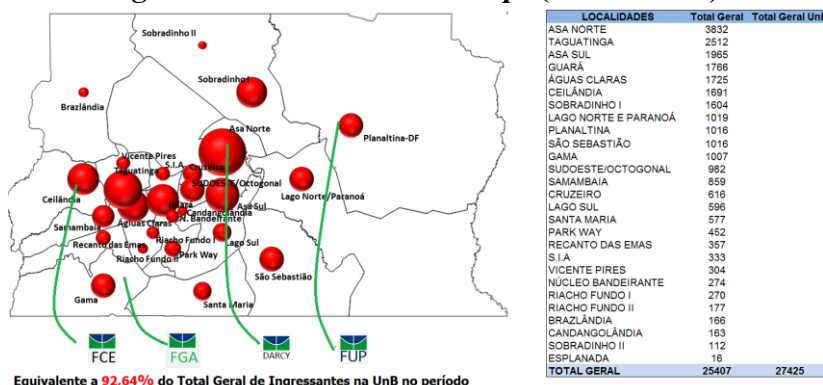 Sobradinho II
Sobradinho I
Brazlândia
Asa Norte
Planaltina-DF
Vicente Pires
Taguatinga
S.I.A.
Cruzeiro
SUDOESTE/Octogonal
Ceilândia
Guará
Asa Sul
Lago Norte/Paranoá
Candangolândia
N. Bandeirante
Samambaia
Águas Claras
Riacho Fundo I
Lago Sul
Recanto das Emas
Park Way
Riacho Fundo II
São Sebastião
Gama
Santa Maria
FCE
FGA
DARCY
FUP
Equivalente a 92,64% do Total Geral de Ingressantes na UnB no período
LOCALIDADES Total Geral Total Geral UnB
ASA NORTE 3832
TAGUATINGA 2512
ASA SUL 1965
GUARÁ 1766
ÁGUAS CLARAS 1725
CEILÂNDIA 1691
SOBRADINHO I 1604
LAGO NORTE E PARANOÁ 1019
PLANALTINA 1016
SÃO SEBASTIÃO 1016
GAMA 1007
SUDOESTE/OCTOGONAL 982
SAMAMBAIA 859
CRUZEIRO 616
LAGO SUL 596
SANTA MARIA 577
PARK WAY 452
RECANTO DAS EMAS 357
S.I.A 333
VICENTE PIRES 304
NÚCLEO BANDEIRANTE 274
RIACHO FUNDO I 270
RIACHO FUNDO II 177
BRAZLÂNDIA 166
CANDANGOLÂNDIA 163
SOBRADINHO II 112
ESPLANADA 16
TOTAL GERAL 25407 27425